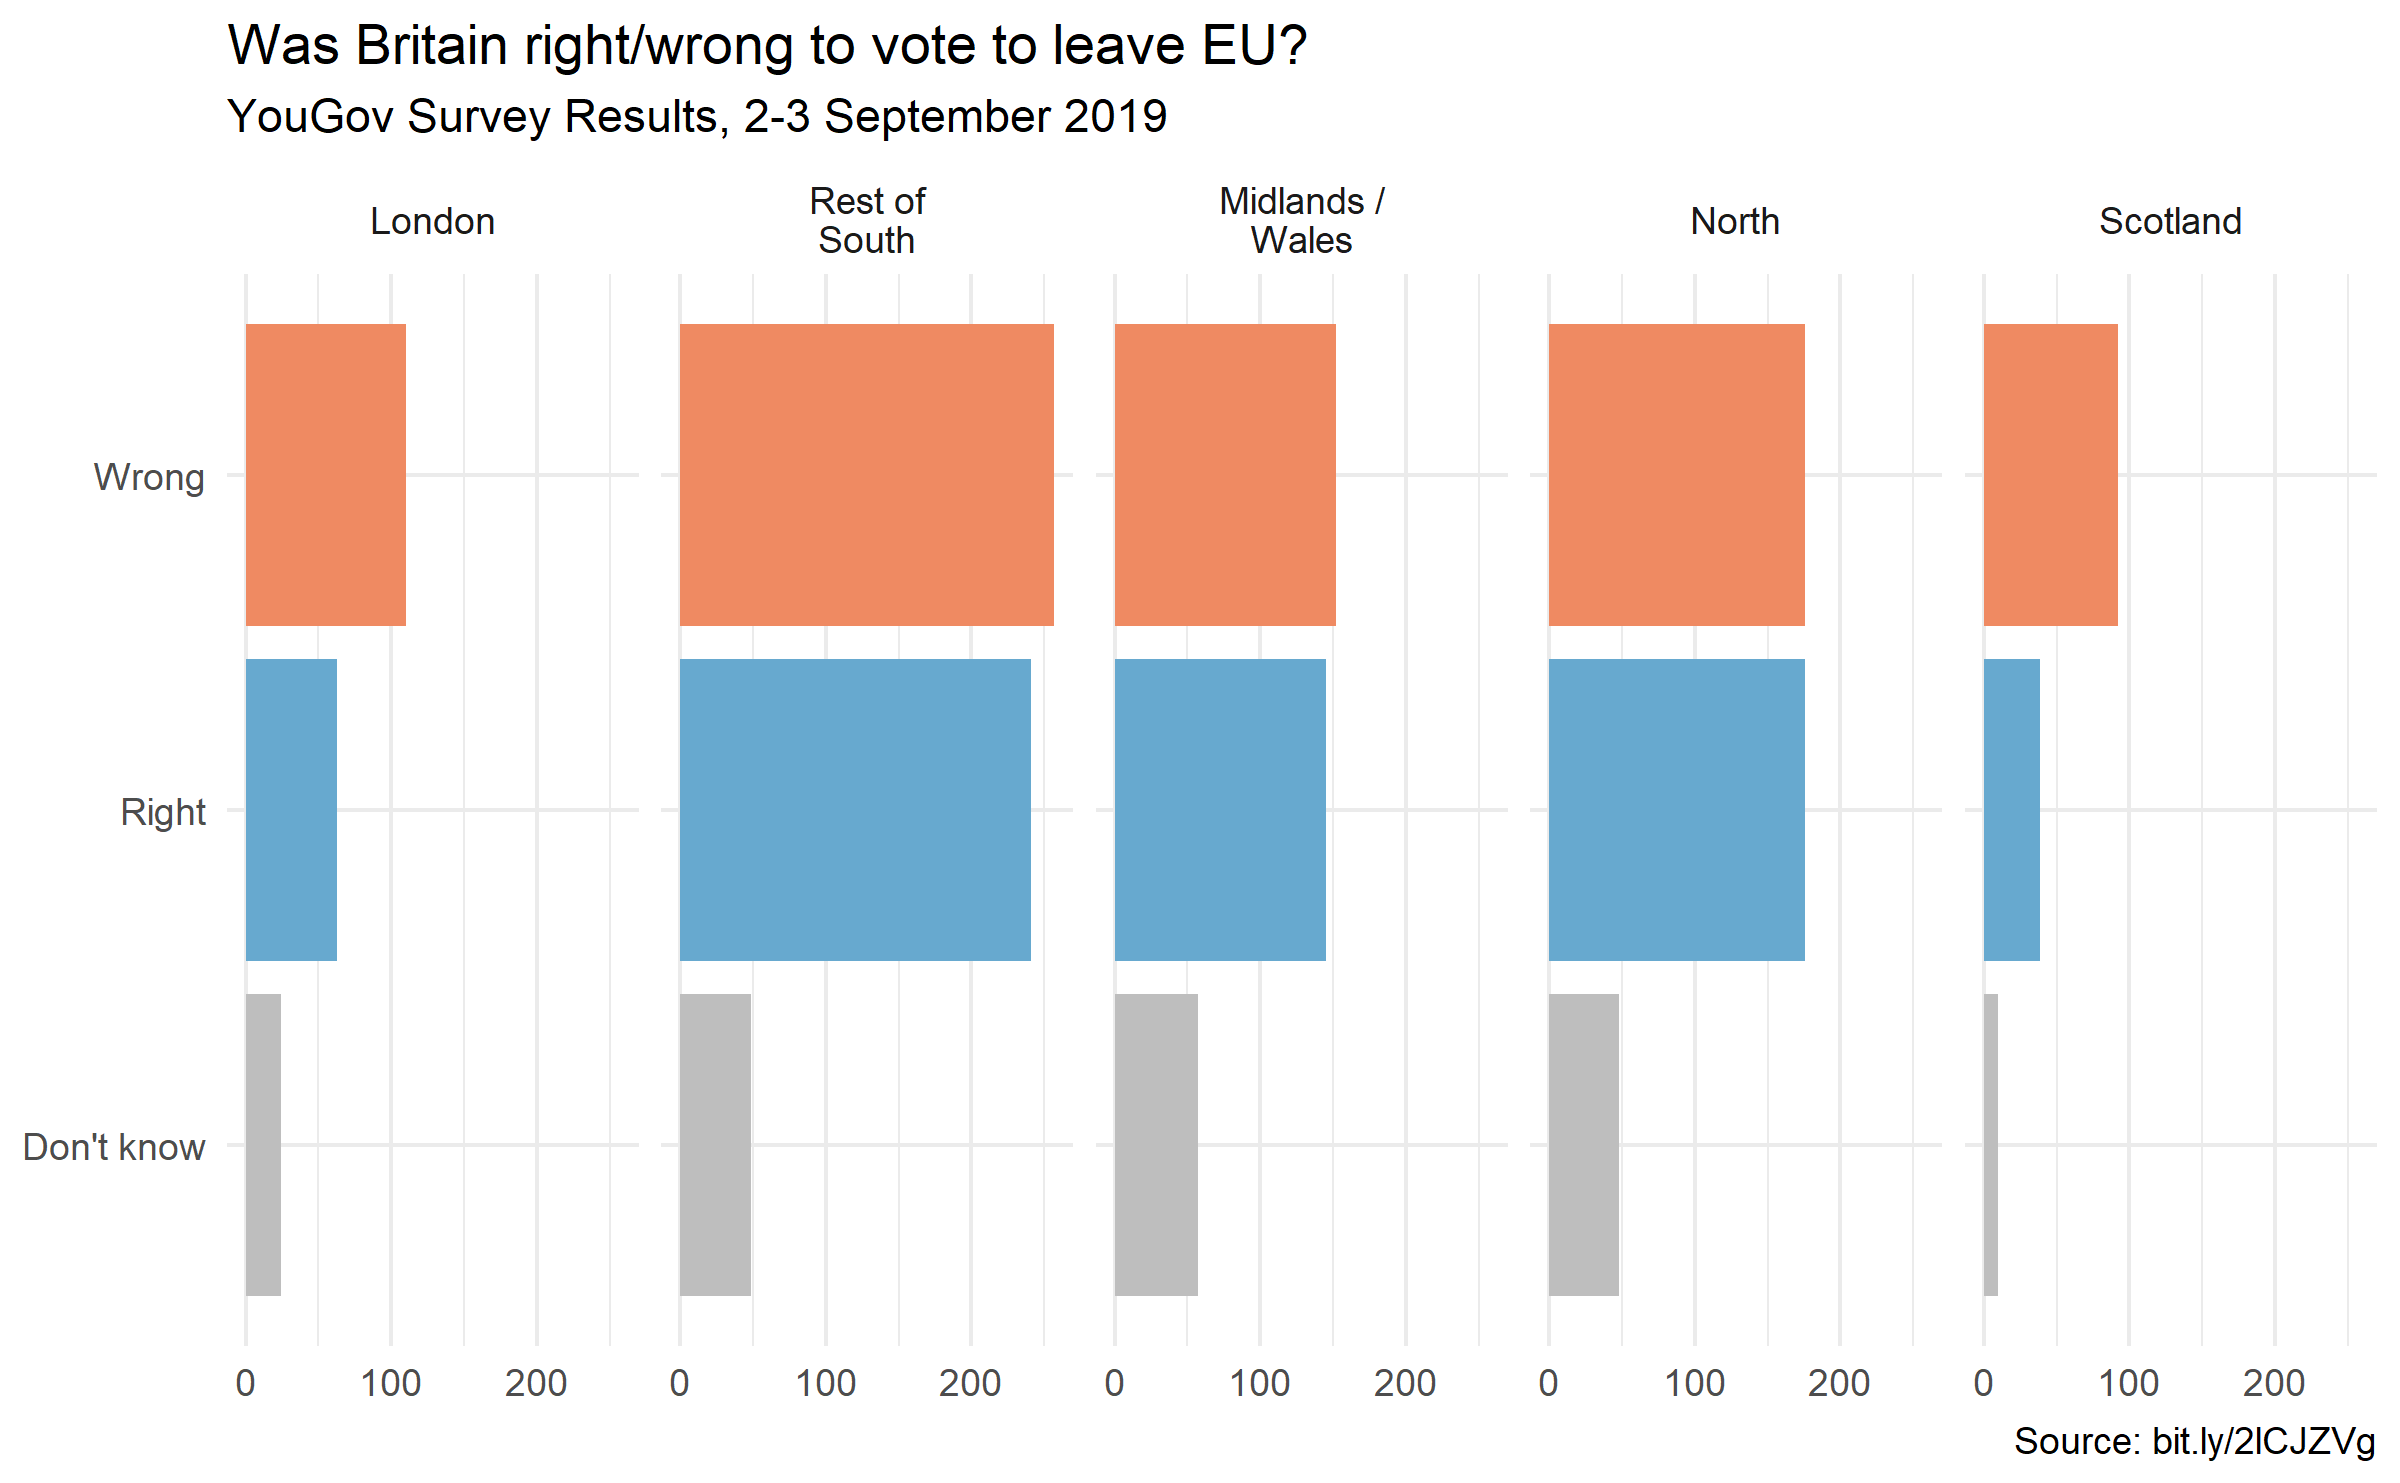 Was Britain right/wrong to vote to leave EU?
YouGov Survey Results, 2-3 September 2019
London
Rest of
South
Midlands /
Wales
North
Scotland
Wrong
Right
Don't know
0 100 200
0 100 200
0 100 200
0 100 200
0 100 200
Source: bit.ly/2lCJZVg